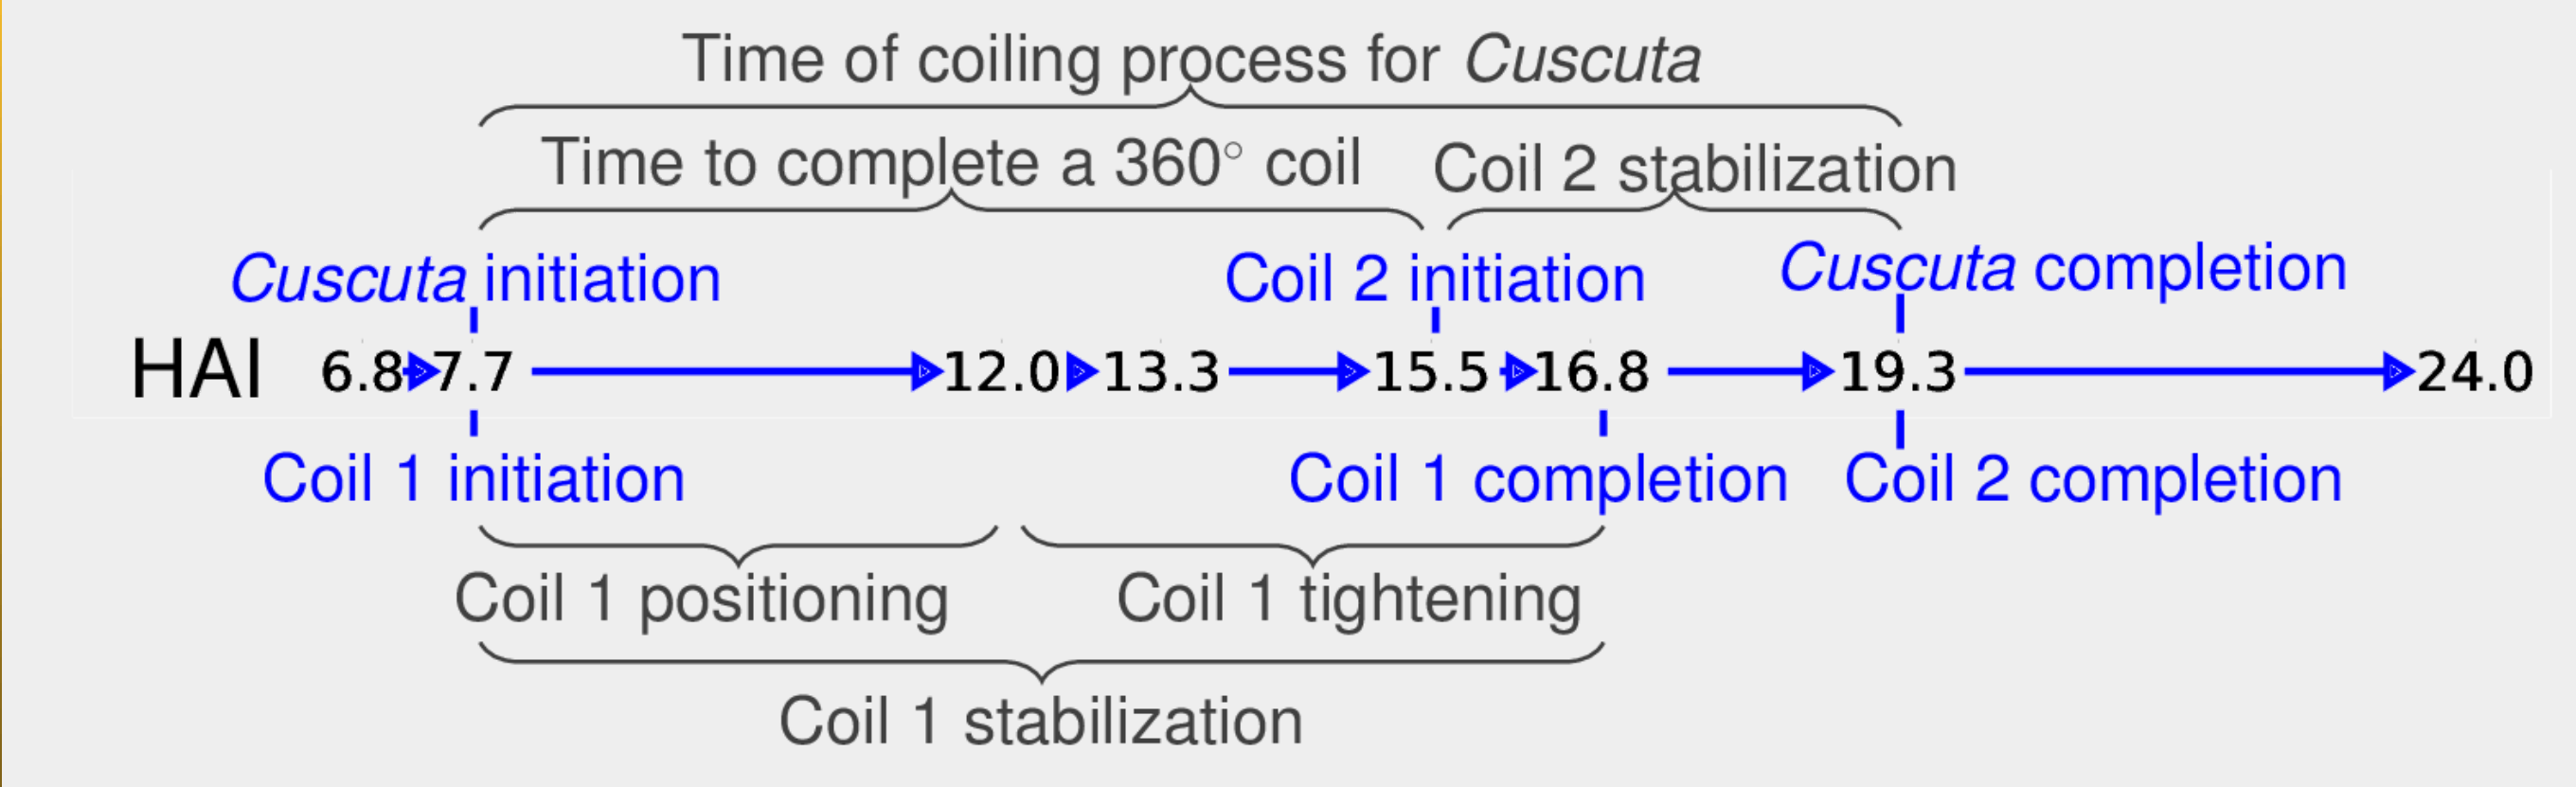 Time of coiling process for Cuscuta
Time to complete a 360° coil
Coil 2 stabilization
Cuscuta initiation
Coil 2 initiation
Cuscuta completion
HAI 6.8 7.7 12.0 13.3 15.5 16.8 19.3 24.0
Coil 1 initiation
Coil 1 completion
Coil 2 completion
Coil 1 positioning
Coil 1 tightening
Coil 1 stabilization